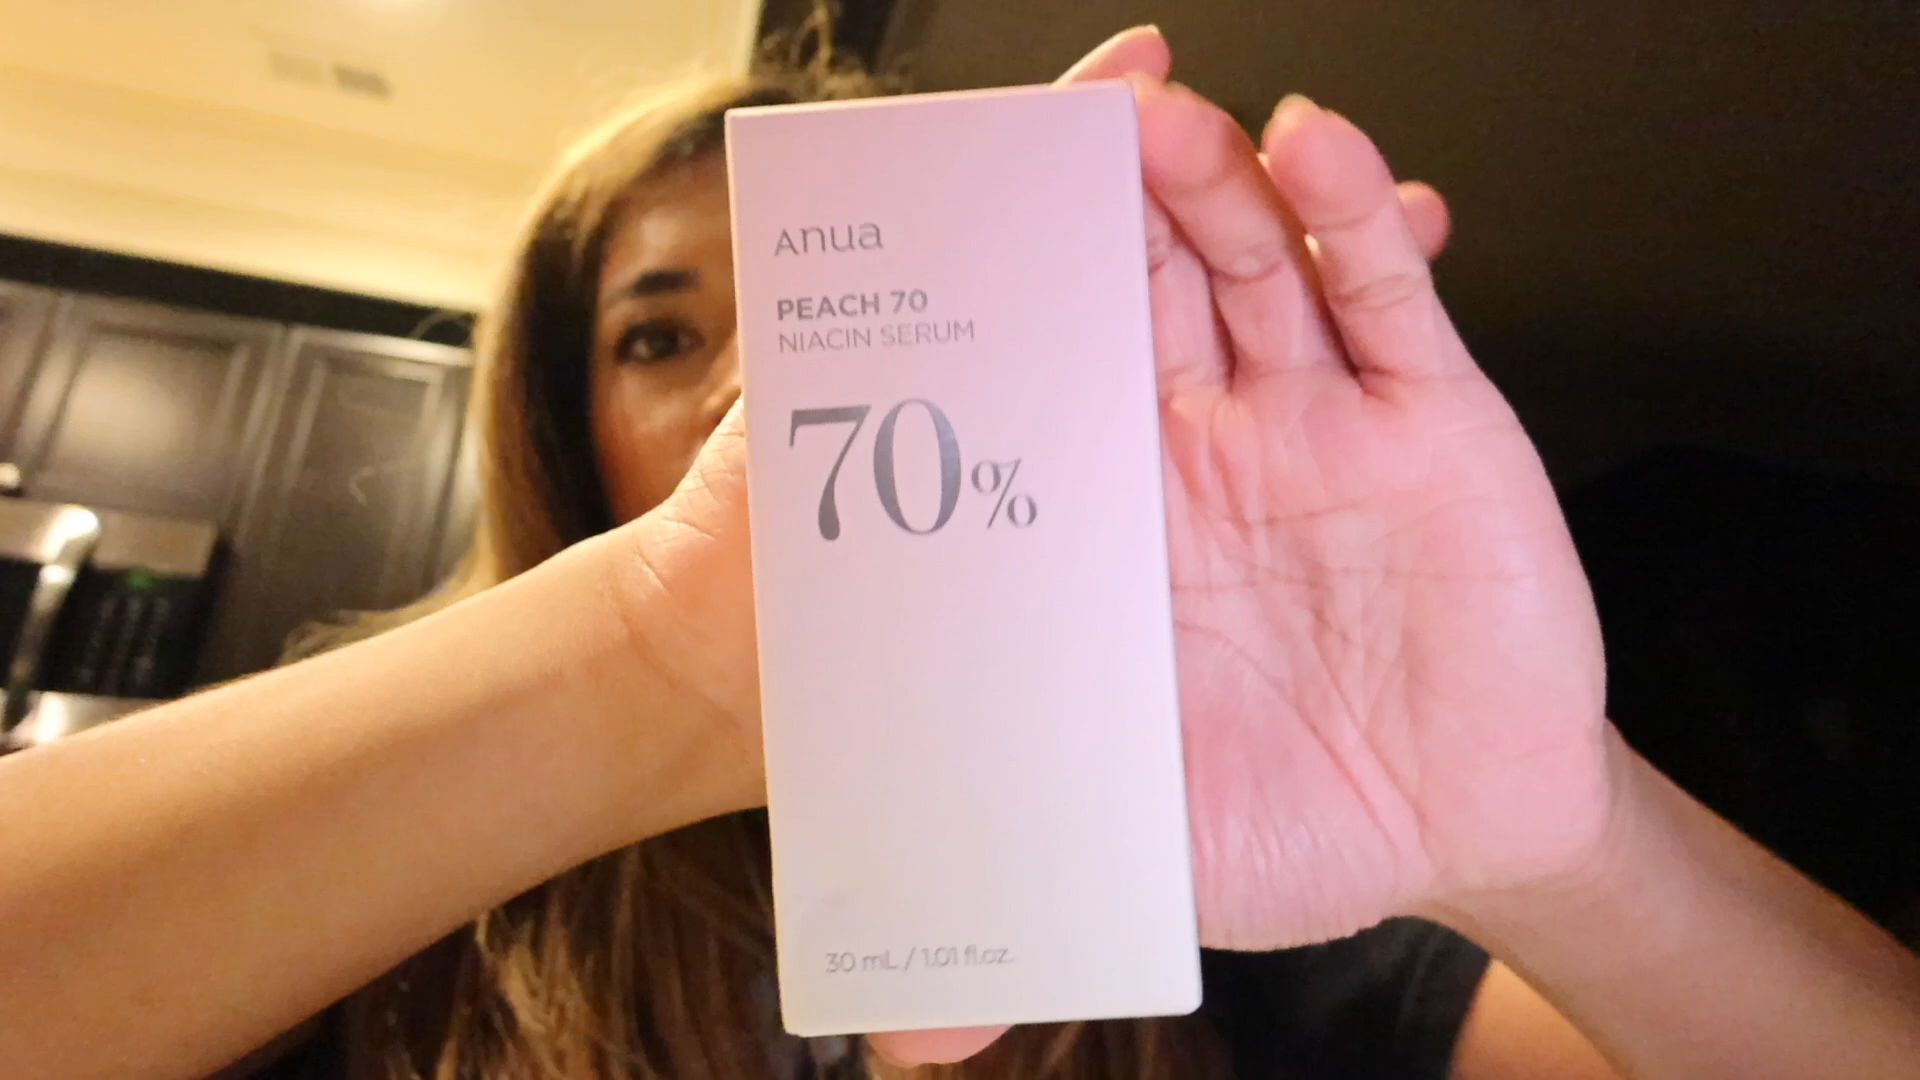 Anua
PEACH 70
NIACIN SERUM
70%
30 mL / 1.01 fl.oz.